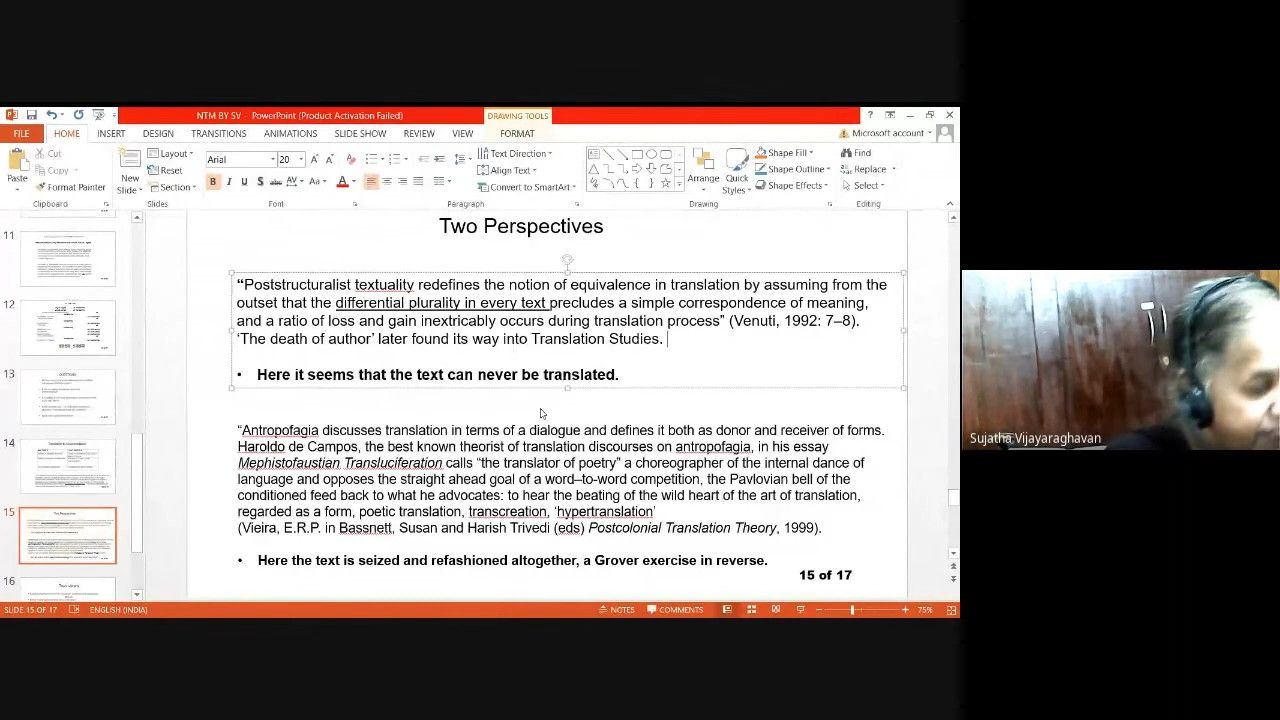 NTM BY SV - PowerPoint (Product Activation Failed)
DRAWING TOOLS
FILE HOME INSERT DESIGN TRANSITIONS ANIMATIONS SLIDE SHOW REVIEW VIEW FORMAT
Microsoft account
Paste
Cut
Copy
Format Painter
Clipboard
New Slide
Layout
Reset
Section
Slides
Arial 20
Font
Text Direction
Align Text
Convert to SmartArt
Paragraph
Arrange
Quick Styles
Shape Fill
Shape Outline
Shape Effects
Drawing
Find
Replace
Select
Editing
11
12
13
14
15
16
Two Perspectives
“Poststructuralist textuality redefines the notion of equivalence in translation by assuming from the
outset that the differential plurality in every text precludes a simple correspondence of meaning,
and a ratio of loss and gain inextricably occurs during translation process” (Venuti, 1992: 7–8).
‘The death of author’ later found its way into Translation Studies.
• Here it seems that the text can never be translated.
“Antropofagia discusses translation in terms of a dialogue and defines it both as donor and receiver of forms.
Haroldo de Campos, the best known theorist of translation discourses on antropofagia in his essay
Mephistofaustian Transluciferation calls “the translator of poetry” a choreographer of the internal dance of
language and opposes the servient and target of a word–to–word competition, the Pavlovian bell of the
conditioned feed back to what he advocates: to hear the beating of the wild heart of the art of translation,
regarded as a form, poetic translation, transcreation, ‘hypertranslation’
(Vieira, E.R.P. in Bassnett, Susan and Harish Trivedi (eds) Postcolonial Translation Theory 1999).
• Here the text is seized and refashioned altogether, a Grover exercise in reverse.
15 of 17
SLIDE 15 OF 17 ENGLISH (INDIA) NOTES COMMENTS 75%
Sujatha Vijayaraghavan